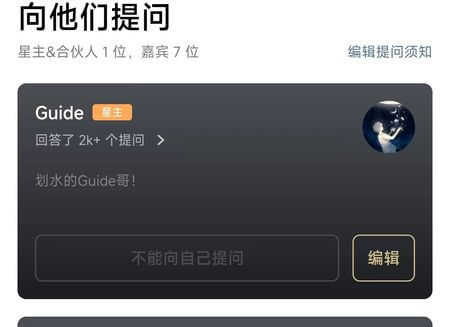 向他们提问
星主&合伙人 1 位，嘉宾 7 位
编辑提问须知
Guide 星主
回答了 2k+ 个提问 >
划水的Guide哥！
不能向自己提问
编辑